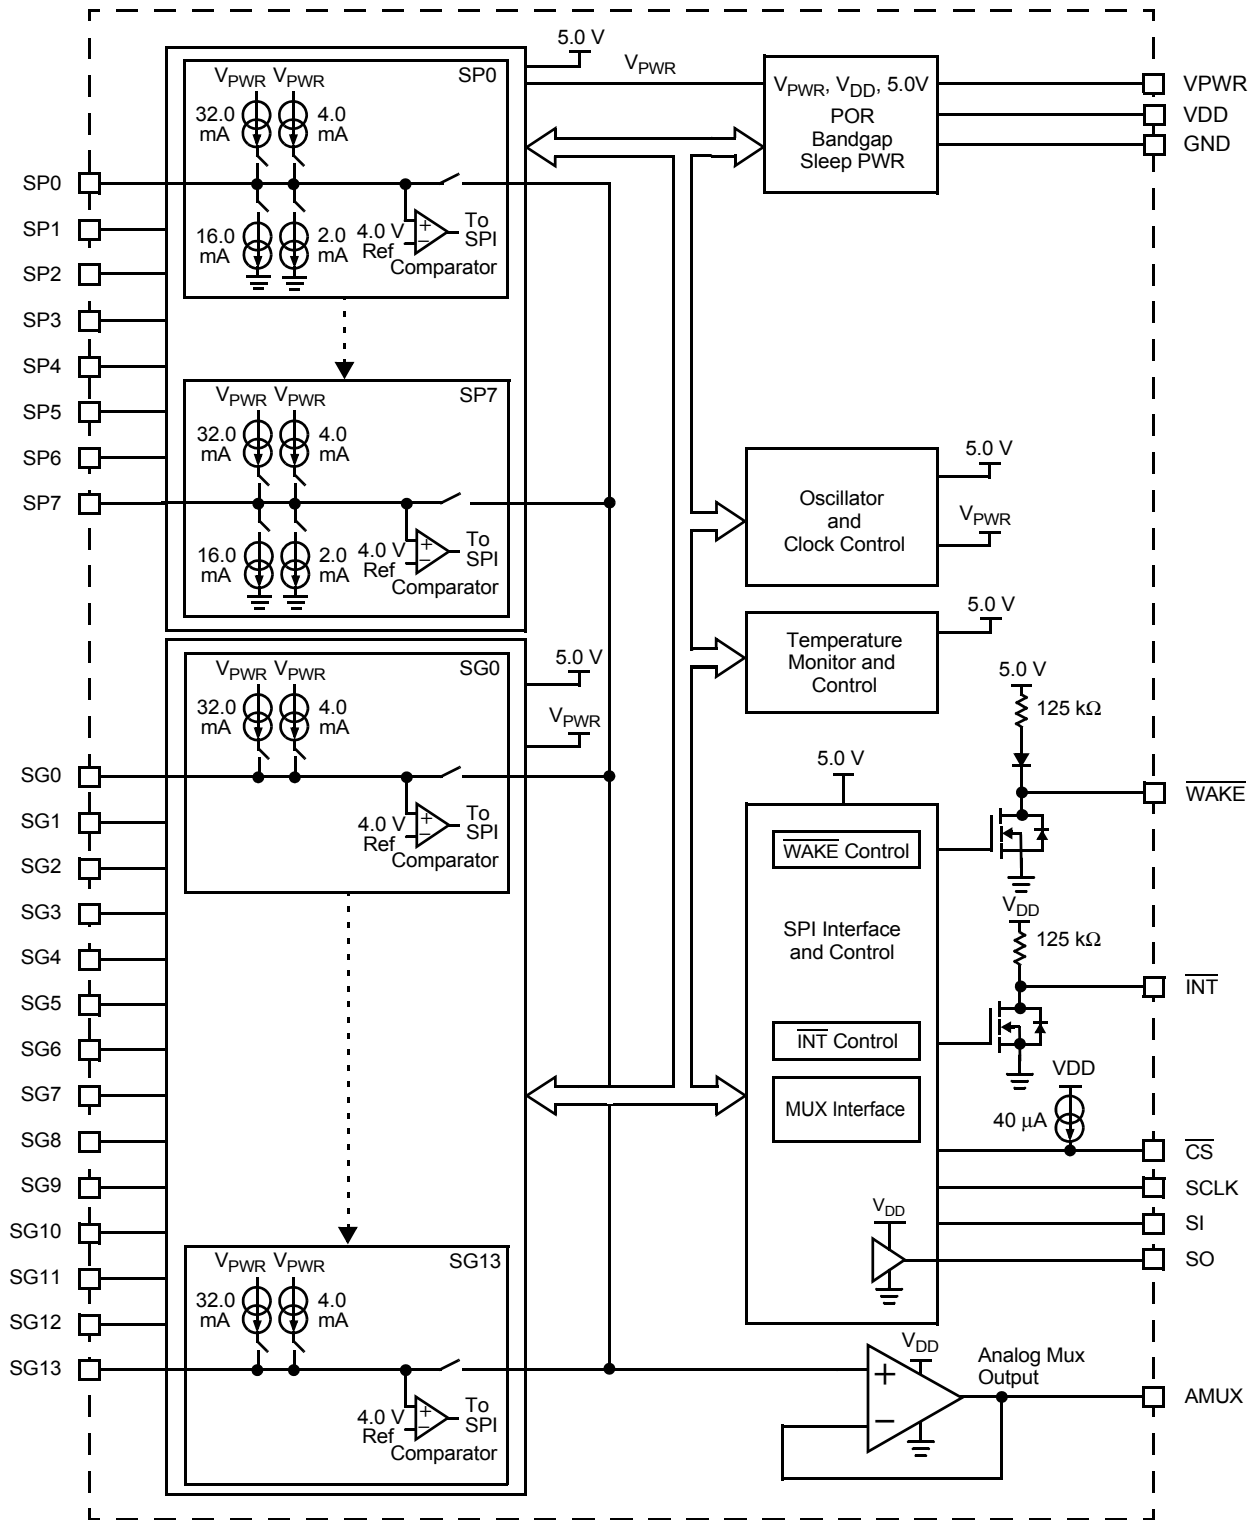 5.0 V
VPWR VPWR
SP0
32.0 mA
4.0 mA
16.0 mA
2.0 mA
4.0 V Ref
+
−
To SPI
Comparator
VPWR VPWR
SP7
32.0 mA
4.0 mA
16.0 mA
2.0 mA
4.0 V Ref
+
−
To SPI
Comparator
SP0
SP1
SP2
SP3
SP4
SP5
SP6
SP7
VPWR
VPWR, VDD, 5.0V
POR
Bandgap
Sleep PWR
VPWR
VDD
GND
5.0 V
VPWR
Oscillator
and
Clock Control
5.0 V
Temperature
Monitor and
Control
5.0 V
VPWR
VPWR VPWR
SG0
32.0 mA
4.0 mA
4.0 V Ref
+
−
To SPI
Comparator
SG0
SG1
SG2
SG3
SG4
SG5
SG6
SG7
SG8
SG9
SG10
SG11
SG12
SG13
VPWR VPWR
SG13
32.0 mA
4.0 mA
4.0 V Ref
+
−
To SPI
Comparator
5.0 V
WAKE Control
SPI Interface
and Control
INT Control
MUX Interface
5.0 V
125 kΩ
WAKE
VDD
125 kΩ
INT
VDD
40 μA
CS
SCLK
SI
VDD
SO
VDD
+
−
Analog Mux
Output
AMUX